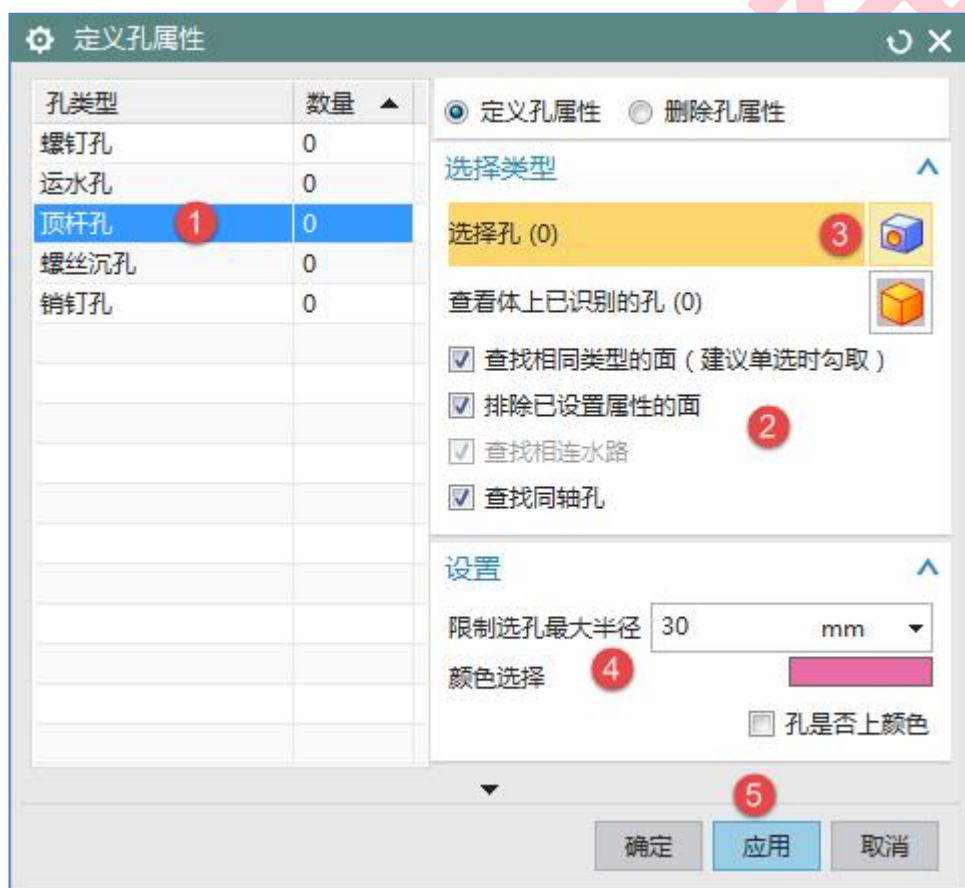 定义孔属性
孔类型 数量
螺钉孔 0
运水孔 0
顶杆孔 1 0
螺丝沉孔 0
销钉孔 0
定义孔属性 删除孔属性
选择类型
选择孔 (0) 3
查看体上已识别的孔 (0)
查找相同类型的面（建议单选时勾取）
排除已设置属性的面
2
查找相连水路
查找同轴孔
设置
限制选孔最大半径 30 mm
颜色选择 4
孔是否上颜色
5
确定 应用 取消